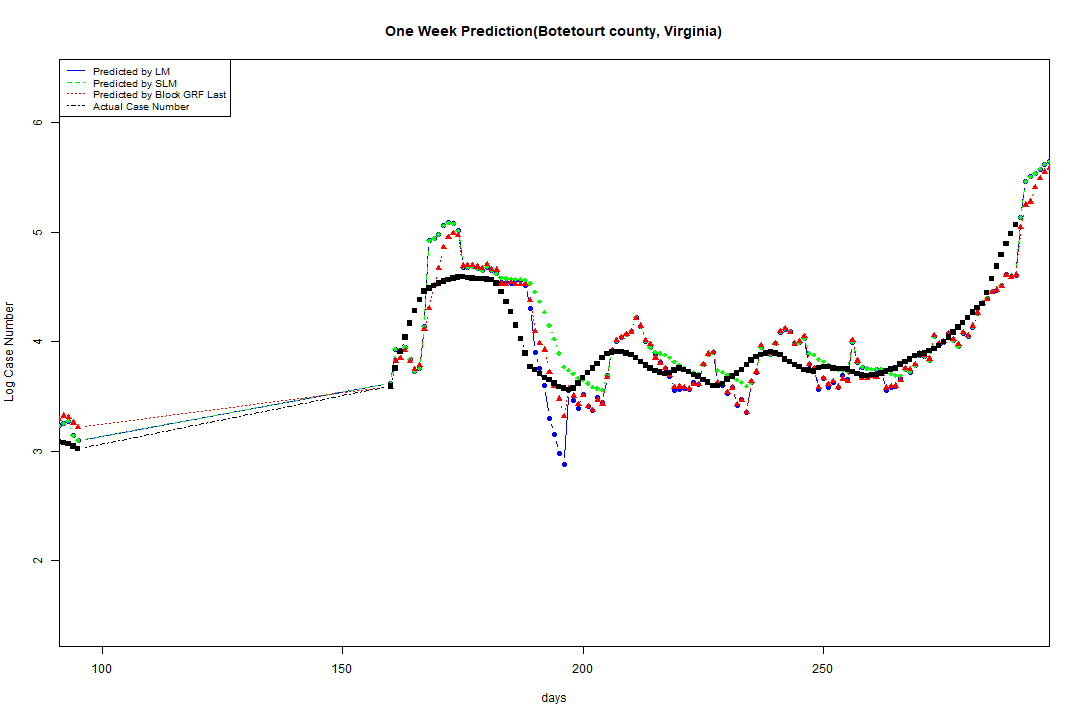 One Week Prediction(Botetourt county, Virginia)
Predicted by LM
Predicted by SLM
Predicted by Block GRF Last
Actual Case Number
6
5
4
3
2
Log Case Number
100 150 200 250
days